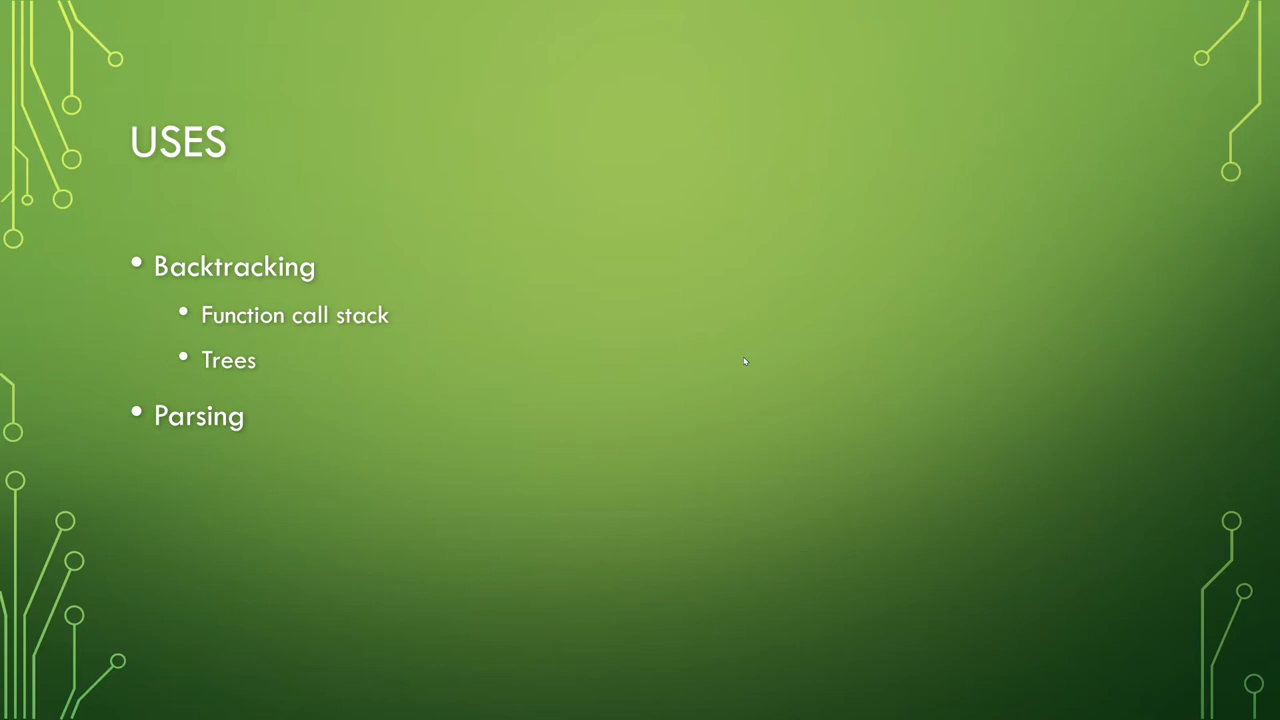 USES
• Backtracking
• Function call stack
• Trees
• Parsing